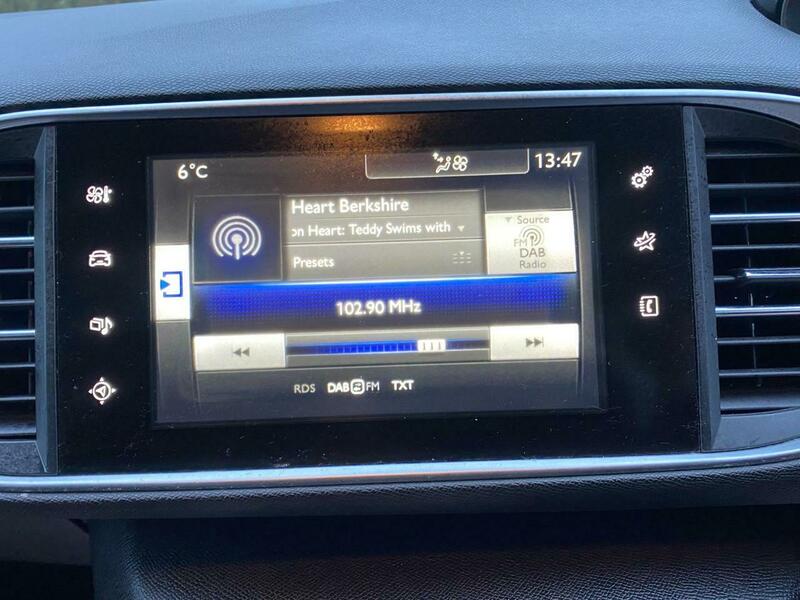 6°C
13:47
Heart Berkshire
on Heart: Teddy Swims with
Source
FM
DAB
Radio
Presets
102.90 MHz
RDS DAB FM TXT